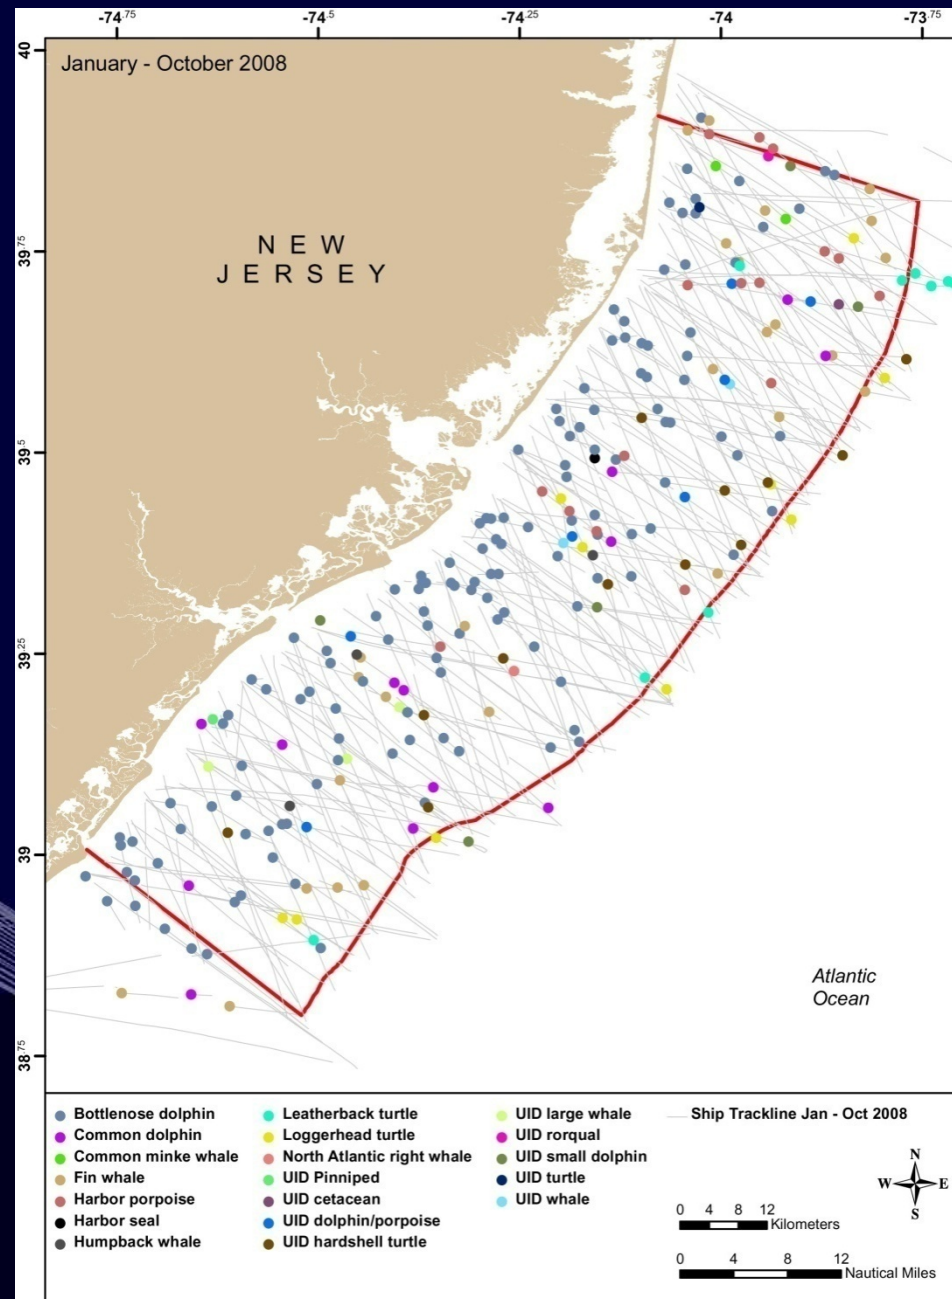 -74.75 -74.5 -74.25 -74 -73.75
40
January - October 2008
NEW
JERSEY
39.75
39.5
39.25
39
38.75
Atlantic
Ocean
Bottlenose dolphin
Common dolphin
Common minke whale
Fin whale
Harbor porpoise
Harbor seal
Humpback whale
Leatherback turtle
Loggerhead turtle
North Atlantic right whale
UID Pinniped
UID cetacean
UID dolphin/porpoise
UID hardshell turtle
UID large whale
UID rorqual
UID small dolphin
UID turtle
UID whale
Ship Trackline Jan - Oct 2008
N
W E
S
0 4 8 12
Kilometers
0 4 8 12
Nautical Miles